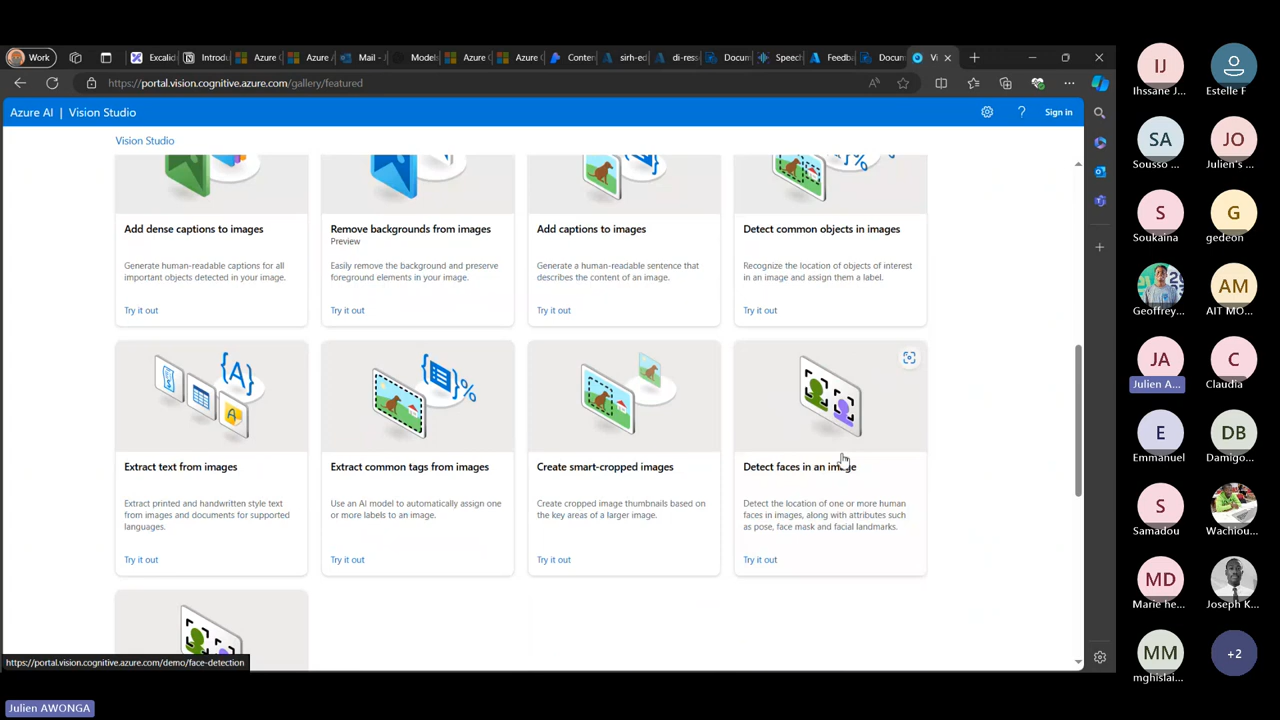 Work
Excalid
Introdu
Azure C
Azure A
Mail - J
Model
Azure C
Azure C
Conten
sirh-ed
di-ress
Docum
Speech
Feedb
Docum
Vi
https://portal.vision.cognitive.azure.com/gallery/featured
Azure AI | Vision Studio
Sign in
Vision Studio
Add dense captions to images
Generate human-readable captions for all
important objects detected in your image.
Try it out
Remove backgrounds from images
Preview
Easily remove the background and preserve
foreground elements in your image.
Try it out
Add captions to images
Generate a human-readable sentence that
describes the content of an image.
Try it out
Detect common objects in images
Recognize the location of objects of interest
in an image and assign them a label.
Try it out
Extract text from images
Extract printed and handwritten style text
from images and documents for supported
languages.
Try it out
Extract common tags from images
Use an AI model to automatically assign one
or more labels to an image.
Try it out
Create smart-cropped images
Create cropped image thumbnails based on
the key areas of a larger image.
Try it out
Detect faces in an image
Detect the location of one or more human
faces in images, along with attributes such
as pose, face mask and facial landmarks.
Try it out
https://portal.vision.cognitive.azure.com/demo/face-detection
Julien AWONGA
IJ
Ihssane J...
Estelle F
SA
Sousso ...
JO
Julien's ...
S
Soukaina
G
gedeon
Geoffrey...
AM
AIT MO...
JA
Julien A...
C
Claudia
E
Emmanuel
DB
Damigo...
S
Samadou
Wachiou...
MD
Marie he...
Joseph K...
MM
mghislai...
+2